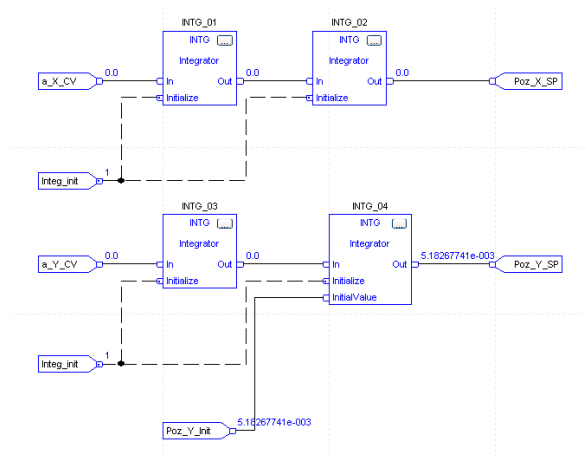 INTG_01 INTG_02
INTG ... INTG ...
Integrator Integrator
a_X_CV 0.0 In Out 0.0 In Out 0.0 Poz_X_SP
Initialize Initialize
Integ_init 1
INTG_03 INTG_04
INTG ... INTG ...
Integrator Integrator
a_Y_CV 0.0 In Out 0.0 In Out 5.18267741e-003 Poz_Y_SP
Initialize Initialize
InitialValue
Integ_init 1
Poz_Y_Init 5.18267741e-003